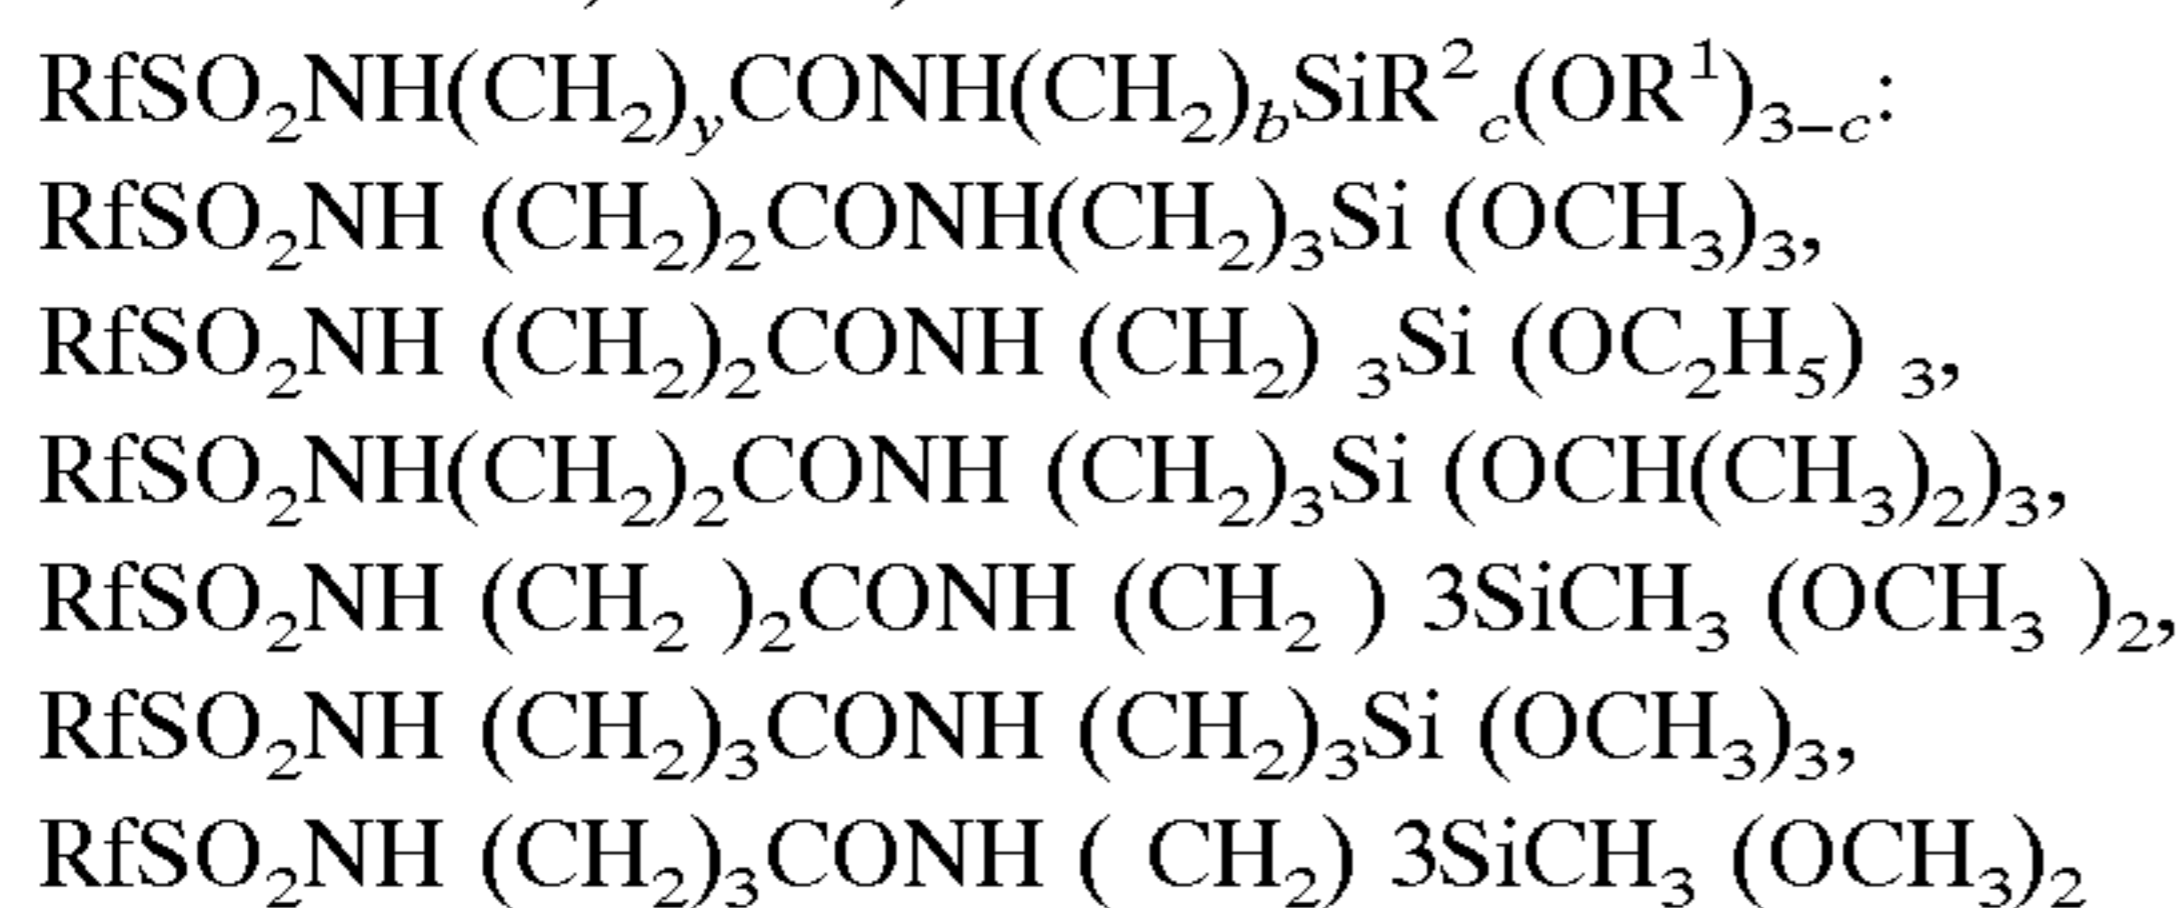 RfSO₂NH(CH₂)ᵧCONH(CH₂)bSiR²c(OR¹)₃₋c:
RfSO₂NH (CH₂)₂CONH(CH₂)₃Si (OCH₃)₃,
RfSO₂NH (CH₂)₂CONH (CH₂) ₃Si (OC₂H₅) ₃,
RfSO₂NH(CH₂)₂CONH (CH₂)₃Si (OCH(CH₃)₂)₃,
RfSO₂NH (CH₂ )₂CONH (CH₂ ) 3SiCH₃ (OCH₃ )₂,
RfSO₂NH (CH₂)₃CONH (CH₂)₃Si (OCH₃)₃,
RfSO₂NH (CH₂)₃CONH ( CH₂) 3SiCH₃ (OCH₃)₂